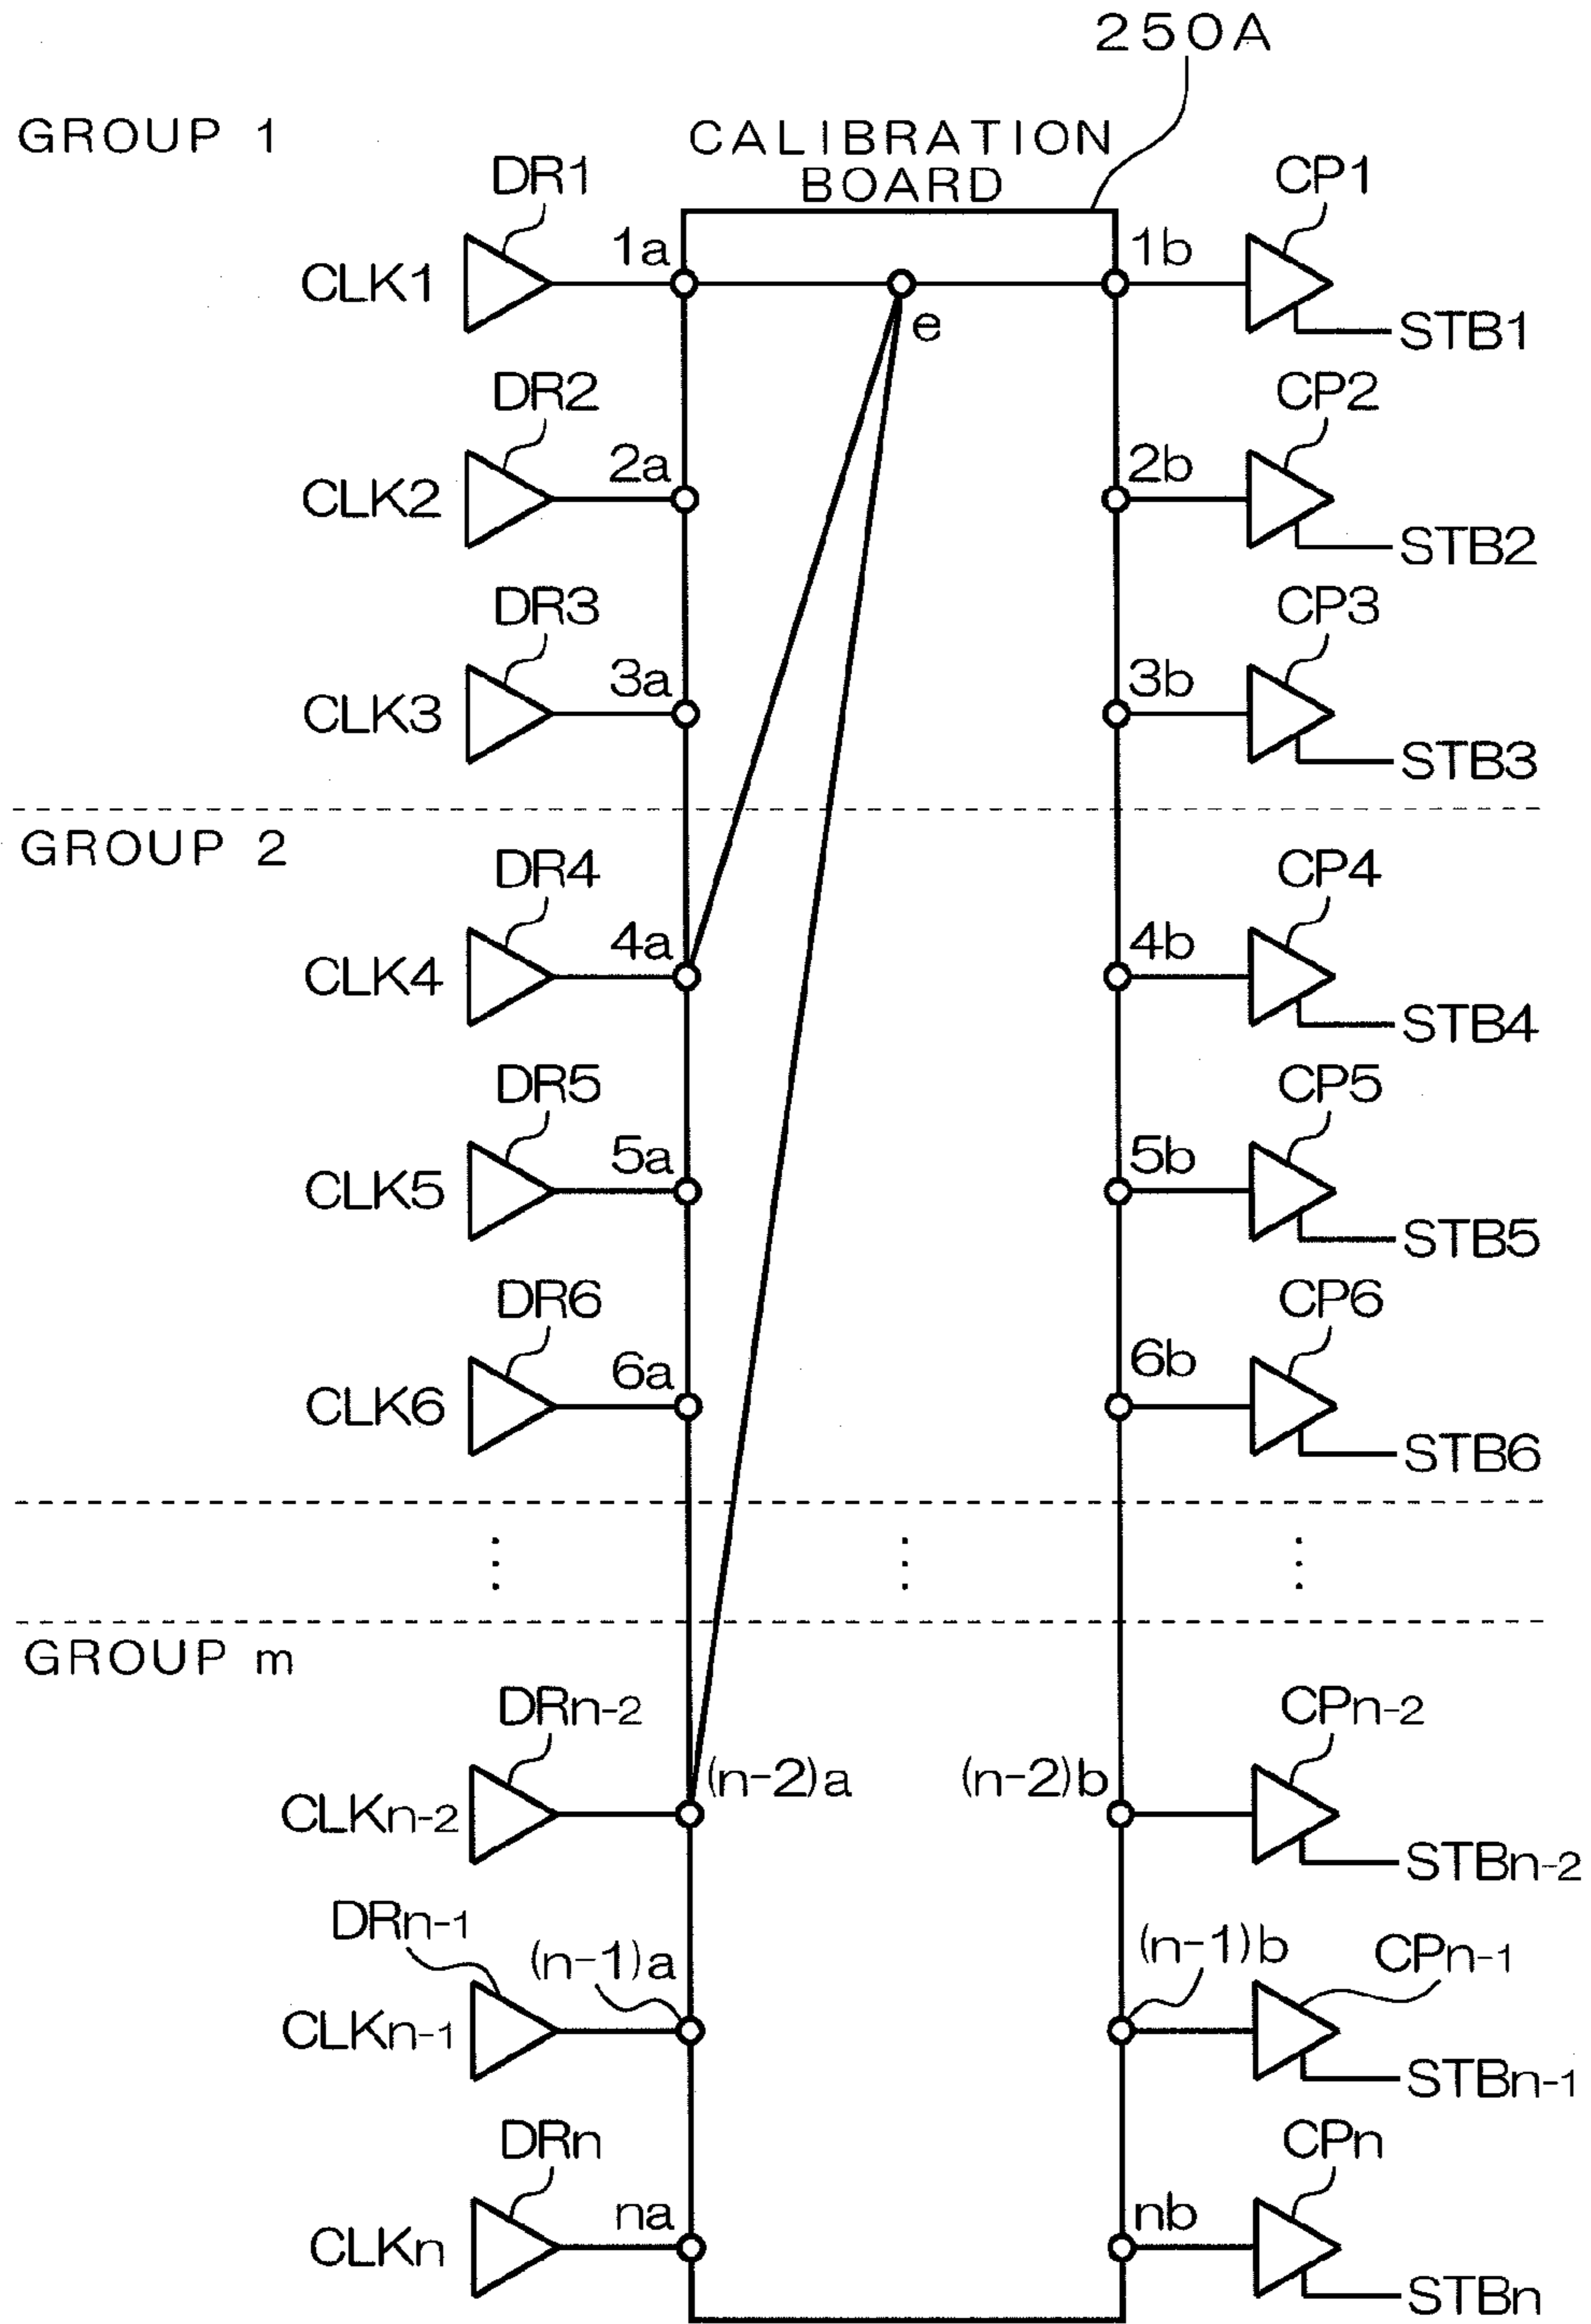 250A
GROUP 1
CALIBRATION
BOARD
DR1
CP1
1a
1b
CLK1
e
STB1
DR2
CP2
2a
2b
CLK2
STB2
DR3
CP3
3a
3b
CLK3
STB3
GROUP 2
DR4
CP4
4a
4b
CLK4
STB4
DR5
CP5
5a
5b
CLK5
STB5
DR6
CP6
6a
6b
CLK6
STB6
GROUP m
DRn-2
CPn-2
(n-2)a
(n-2)b
CLKn-2
STBn-2
DRn-1
(n-1)a
(n-1)b
CPn-1
CLKn-1
STBn-1
DRn
CPn
na
nb
CLKn
STBn